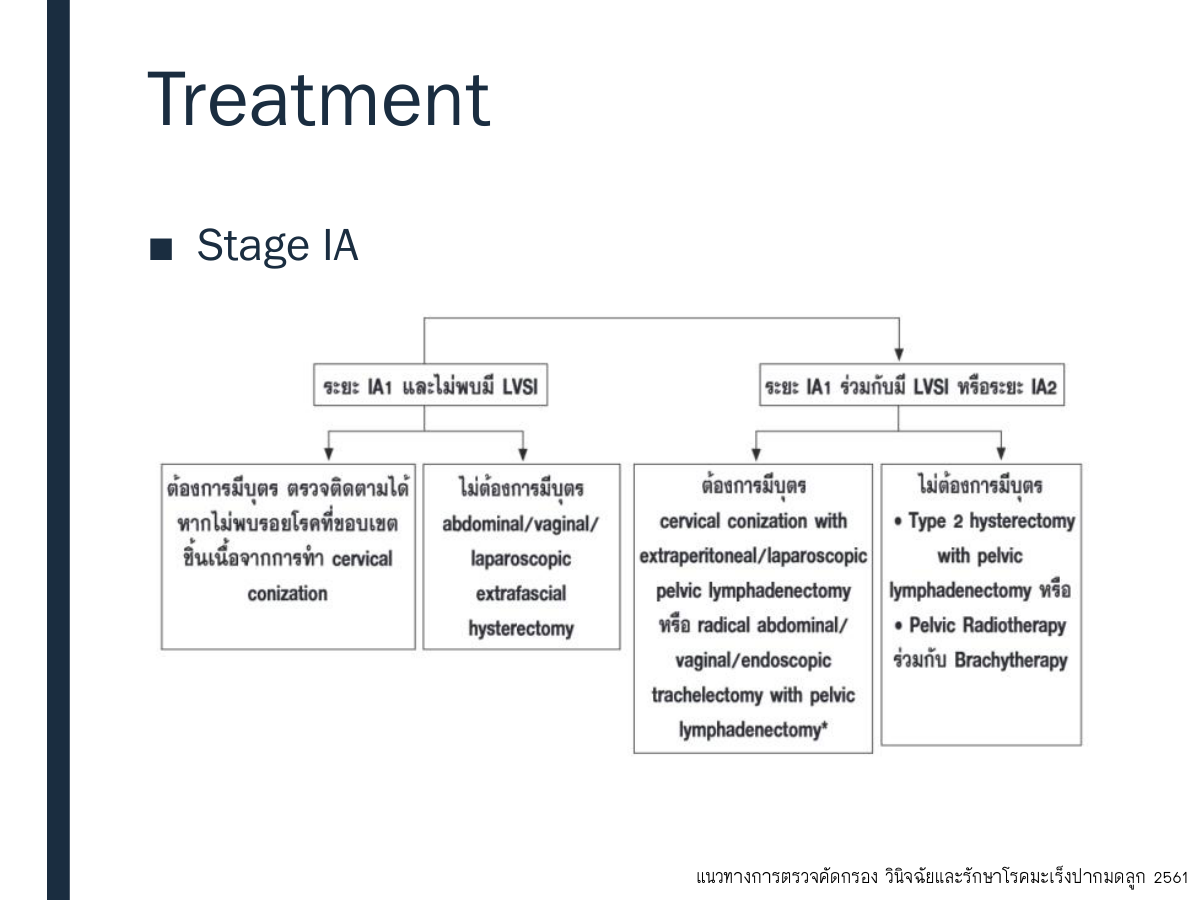 Treatment
■ Stage IA
ระยะ IA1 และไม่พบมี LVSI
ระยะ IA1 ร่วมกับมี LVSI หรือระยะ IA2
ต้องการมีบุตร ตรวจติดตามได้
หากไม่พบรอยโรคที่ขอบเขต
ชิ้นเนื้อจากการทำ cervical
conization
ไม่ต้องการมีบุตร
abdominal/vaginal/
laparoscopic
extrafascial
hysterectomy
ต้องการมีบุตร
cervical conization with
extraperitoneal/laparoscopic
pelvic lymphadenectomy
หรือ radical abdominal/
vaginal/endoscopic
trachelectomy with pelvic
lymphadenectomy*
ไม่ต้องการมีบุตร
• Type 2 hysterectomy
with pelvic
lymphadenectomy หรือ
• Pelvic Radiotherapy
ร่วมกับ Brachytherapy
แนวทางการตรวจคัดกรอง วินิจฉัยและรักษาโรคมะเร็งปากมดลูก 2561